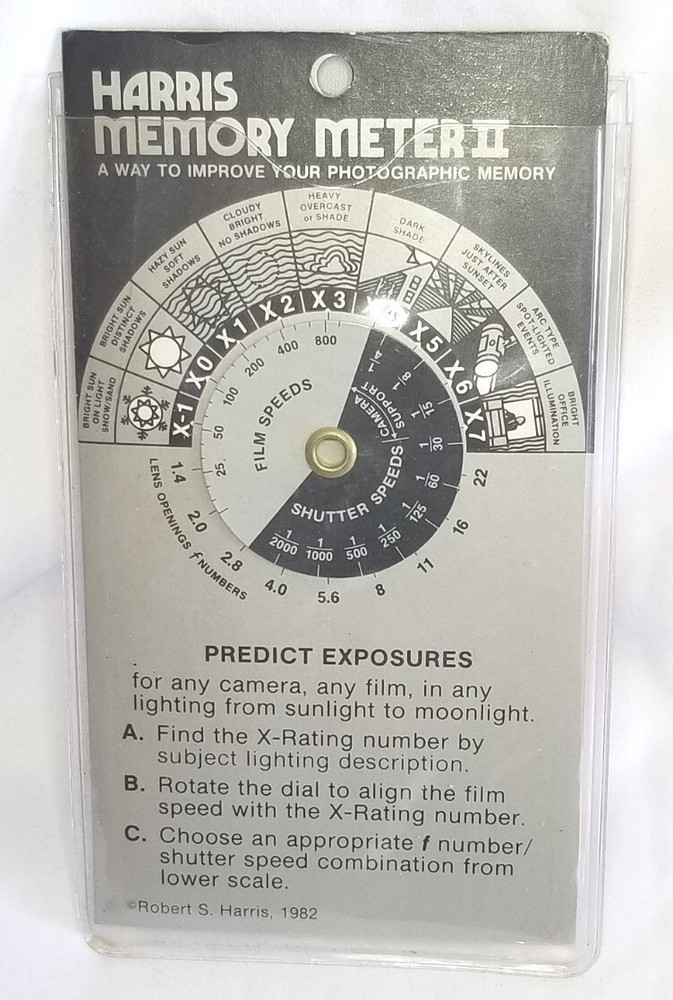 HARRIS
MEMORY METER II
A WAY TO IMPROVE YOUR PHOTOGRAPHIC MEMORY
BRIGHT SUN
ON LIGHT
SNOW/SAND
BRIGHT SUN
DISTINCT
SHADOWS
HAZY SUN
SOFT
SHADOWS
CLOUDY
BRIGHT
NO SHADOWS
HEAVY
OVERCAST
or SHADE
DARK
SHADE
SKYLINES
JUST AFTER
SUNSET
ARC TYPE
SPOT-LIGHTED
EVENTS
BRIGHT
OFFICE
ILLUMINATION
X-1 X0 X1 X2 X3 X4 X5 X6 X7
FILM SPEEDS
25 50 100 200 400 800
SHUTTER SPEEDS
CAMERA
SUPPORT
1/4 1/8 1/15 1/30 1/60 1/125 1/250 1/500 1/1000 1/2000
LENS OPENINGS f NUMBERS
1.4 2.0 2.8 4.0 5.6 8 11 16 22
PREDICT EXPOSURES
for any camera, any film, in any
lighting from sunlight to moonlight.
A. Find the X-Rating number by
subject lighting description.
B. Rotate the dial to align the film
speed with the X-Rating number.
C. Choose an appropriate f number/
shutter speed combination from
lower scale.
©Robert S. Harris, 1982